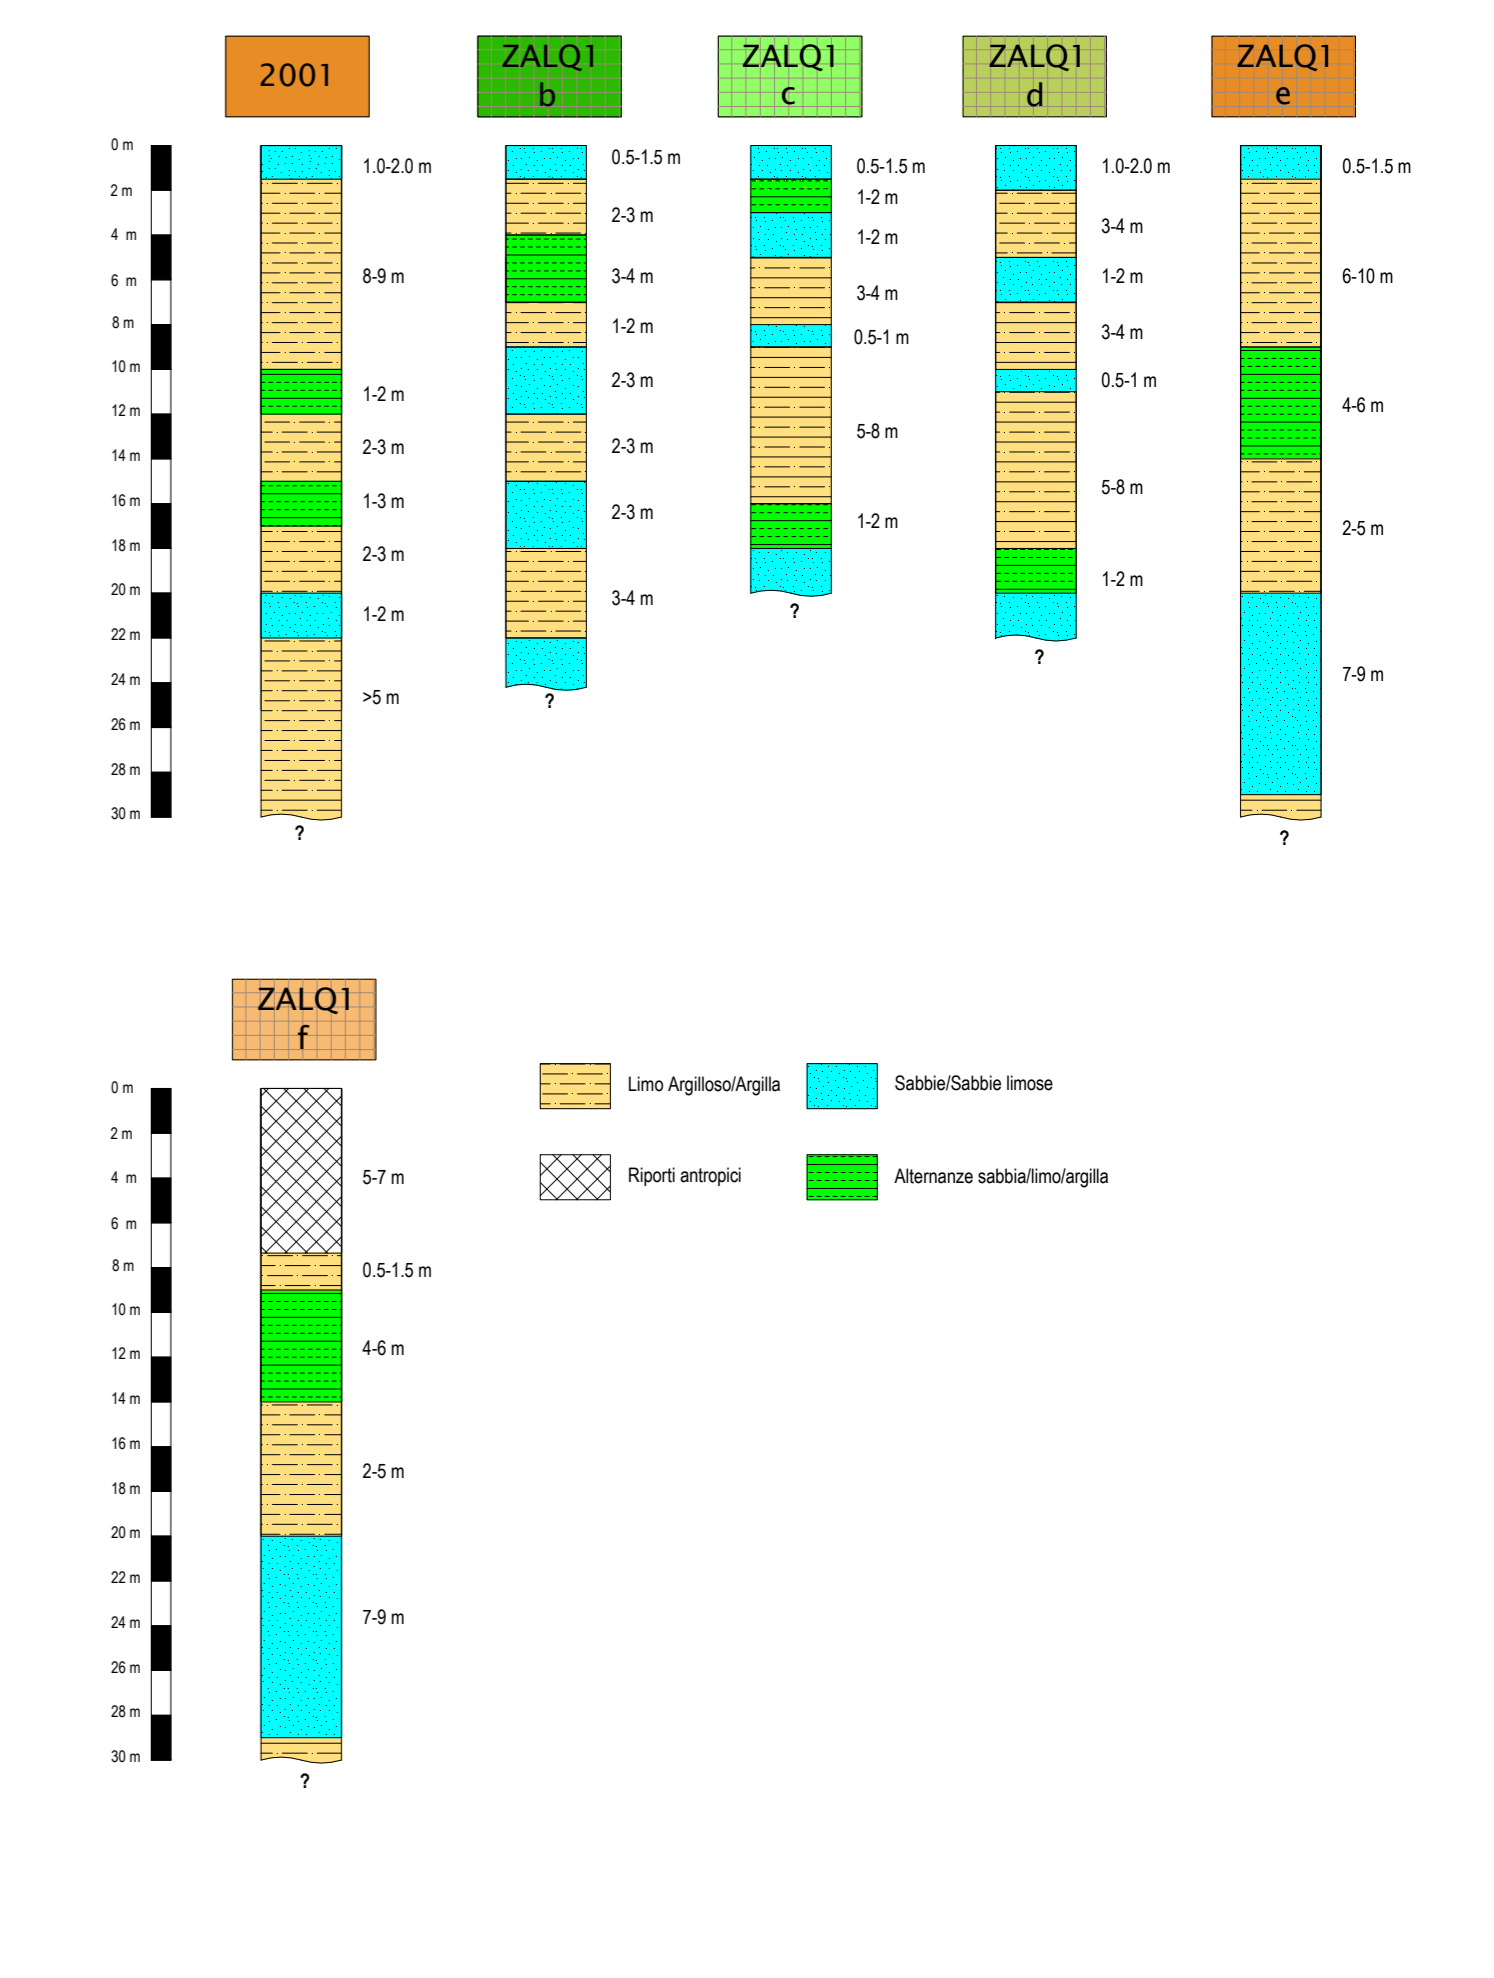 2001
ZALQ1
b
ZALQ1
c
ZALQ1
d
ZALQ1
e
0 m
2 m
4 m
6 m
8 m
10 m
12 m
14 m
16 m
18 m
20 m
22 m
24 m
26 m
28 m
30 m
1.0-2.0 m
8-9 m
1-2 m
2-3 m
1-3 m
2-3 m
1-2 m
>5 m
?
0.5-1.5 m
2-3 m
3-4 m
1-2 m
2-3 m
2-3 m
2-3 m
3-4 m
?
0.5-1.5 m
1-2 m
1-2 m
3-4 m
0.5-1 m
5-8 m
1-2 m
?
1.0-2.0 m
3-4 m
1-2 m
3-4 m
0.5-1 m
5-8 m
1-2 m
?
0.5-1.5 m
6-10 m
4-6 m
2-5 m
7-9 m
?
ZALQ1
f
0 m
2 m
4 m
6 m
8 m
10 m
12 m
14 m
16 m
18 m
20 m
22 m
24 m
26 m
28 m
30 m
5-7 m
0.5-1.5 m
4-6 m
2-5 m
7-9 m
?
Limo Argilloso/Argilla
Sabbie/Sabbie limose
Riporti antropici
Alternanze sabbia/limo/argilla